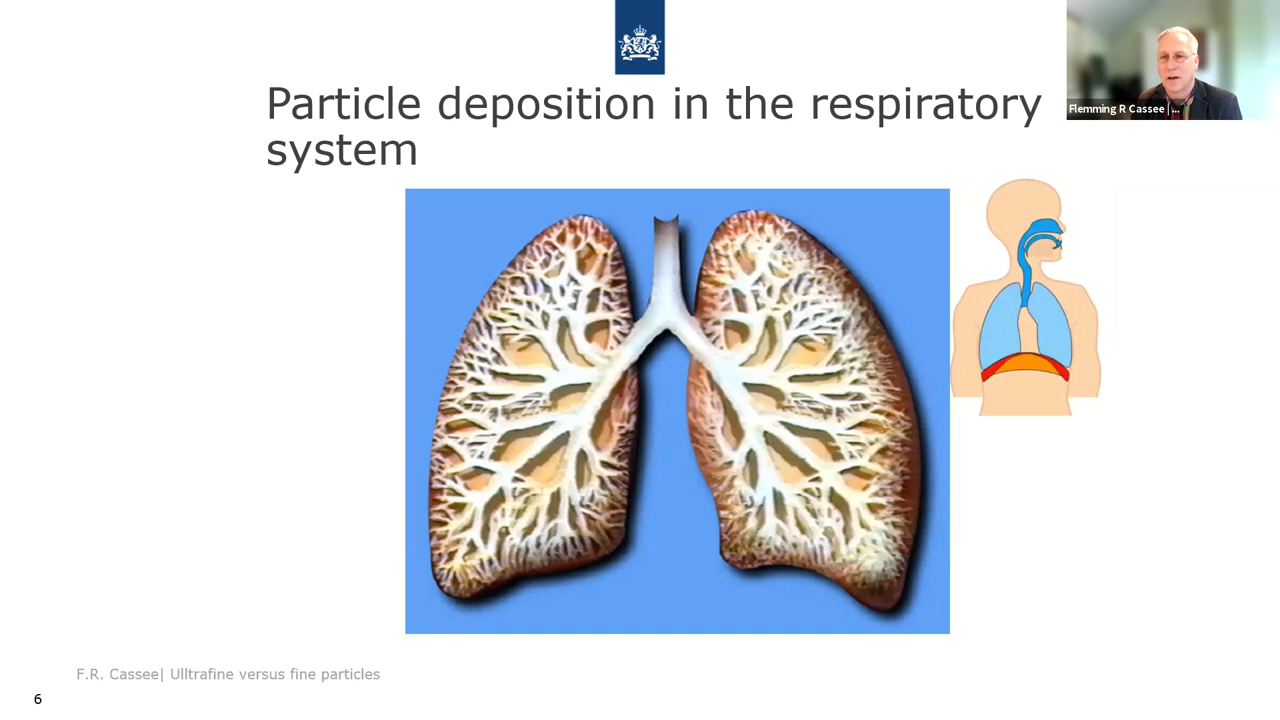 Particle deposition in the respiratory
system
Flemming R Cassee | ...
F.R. Cassee| Ulltrafine versus fine particles
6